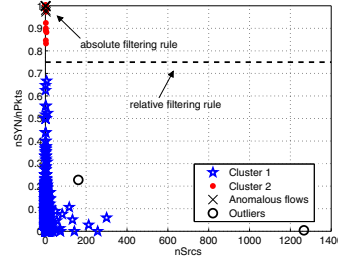 1
0.9
0.8
0.7
0.6
0.5
0.4
0.3
0.2
0.1
0
0
200
400
600
800
1000
1200
1400
nSrcs
nSYN/nPkts
absolute filtering rule
relative filtering rule
Cluster 1
Cluster 2
Anomalous flows
Outliers